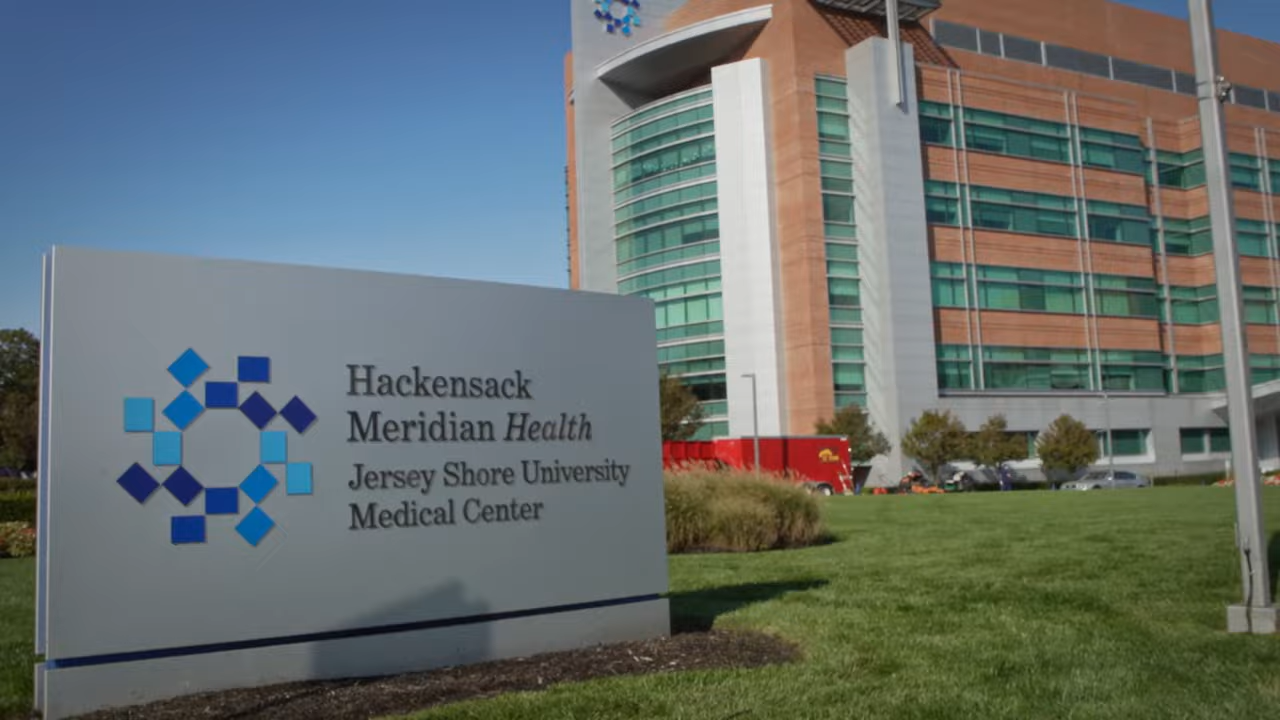 Hackensack
Meridian Health
Jersey Shore University
Medical Center